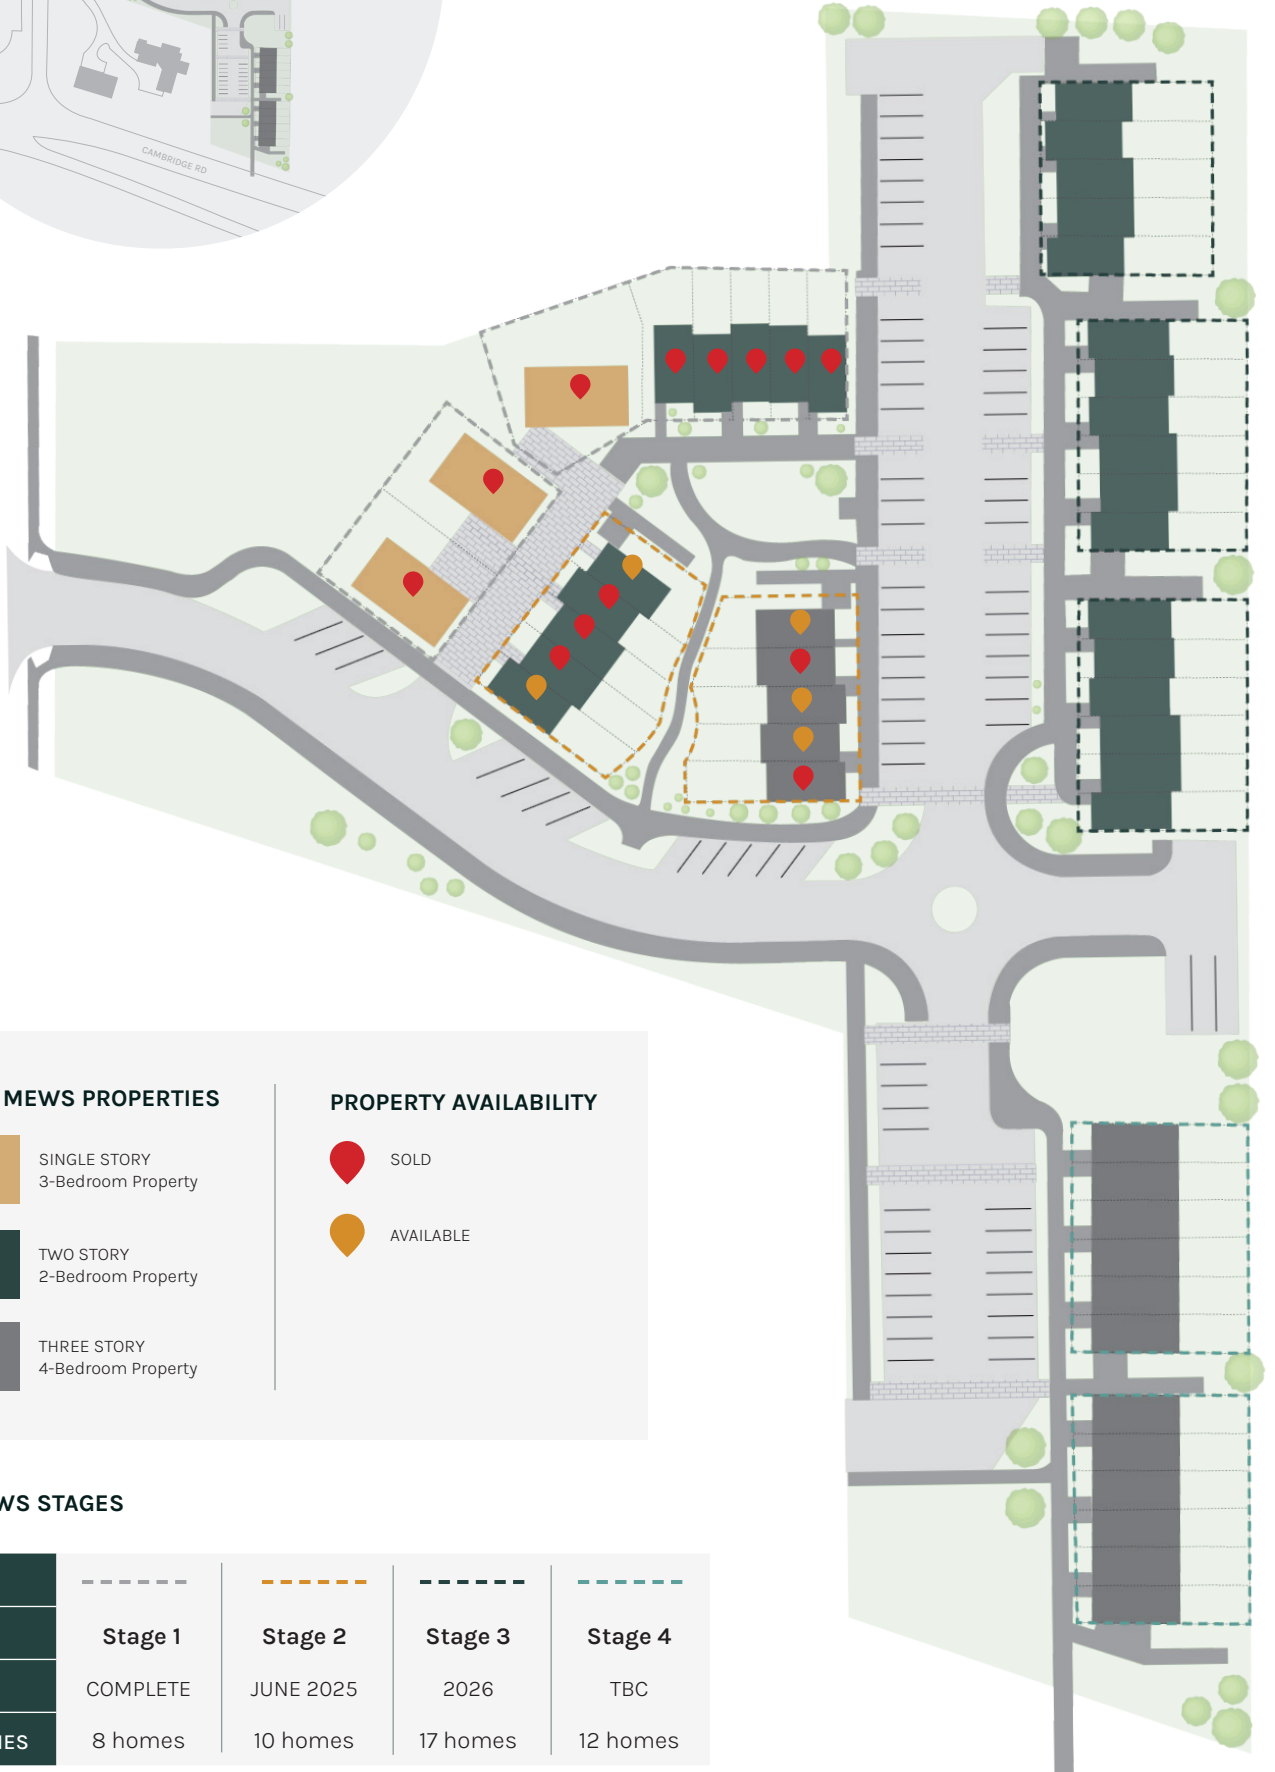 CAMBRIDGE RD
MEWS PROPERTIES
SINGLE STORY
3-Bedroom Property
TWO STORY
2-Bedroom Property
THREE STORY
4-Bedroom Property
PROPERTY AVAILABILITY
SOLD
AVAILABLE
WS STAGES
Stage 1
Stage 2
Stage 3
Stage 4
COMPLETE
JUNE 2025
2026
TBC
IES
8 homes
10 homes
17 homes
12 homes